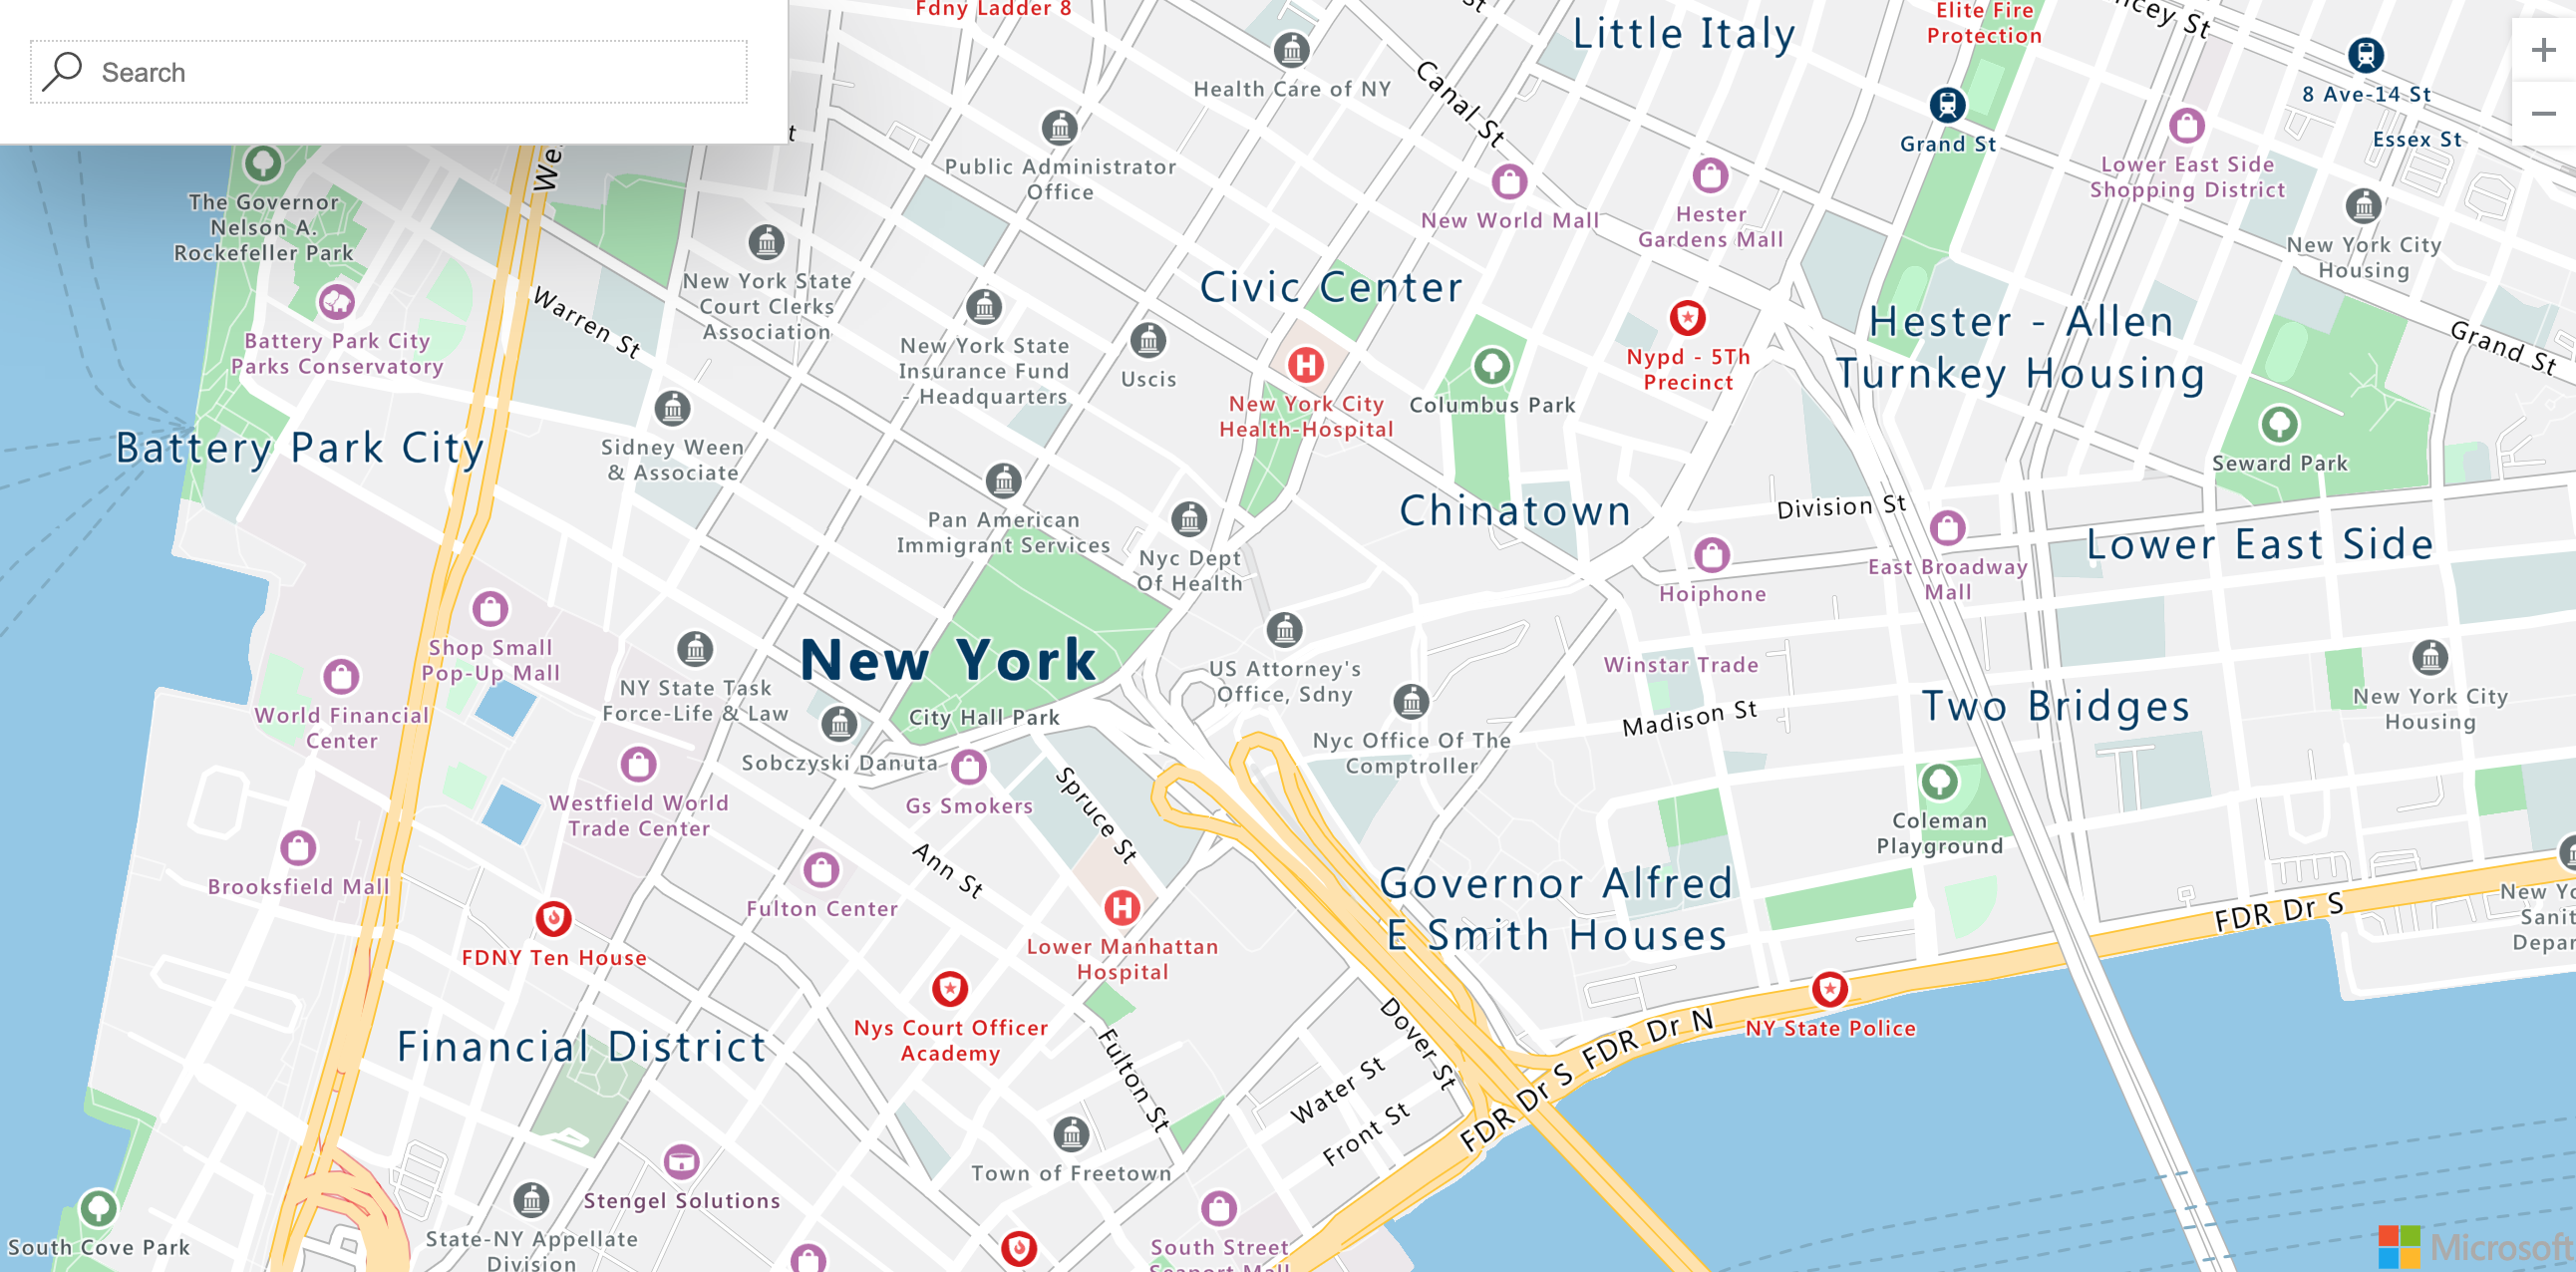 Search
Fdny Ladder 8
Health Care of NY
Little Italy
Elite Fire
Protection
8 Ave-14 St
Essex St
Grand St
Canal St
Public Administrator
Office
New World Mall
Hester
Gardens Mall
Lower East Side
Shopping District
New York City
Housing
The Governor
Nelson A.
Rockefeller Park
New York State
Court Clerks
Association
Battery Park City
Parks Conservatory
Warren St
New York State
Insurance Fund
- Headquarters
Uscis
Civic Center
New York City
Health-Hospital
Columbus Park
Nypd - 5Th
Precinct
Hester - Allen
Turnkey Housing
Grand St
Seward Park
Battery Park City
Sidney Ween
& Associate
Pan American
Immigrant Services
Nyc Dept
Of Health
Chinatown
Division St
East Broadway
Mall
Lower East Side
Hoiphone
Shop Small
Pop-Up Mall
World Financial
Center
NY State Task
Force-Life & Law
New York
City Hall Park
US Attorney's
Office, Sdny
Winstar Trade
Madison St
Two Bridges
New York City
Housing
Sobczyski Danuta
Nyc Office Of The
Comptroller
Westfield World
Trade Center
Gs Smokers
Spruce St
Coleman
Playground
Brooksfield Mall
Fulton Center
Ann St
Governor Alfred
E Smith Houses
FDR Dr S
FDNY Ten House
Lower Manhattan
Hospital
Nys Court Officer
Academy
Financial District
Fulton St
Dover St
Water St
Front St
FDR Dr S
FDR Dr N
NY State Police
Town of Freetown
Stengel Solutions
State-NY Appellate
Division
South Cove Park
South Street
Seaport Mall
Microsoft